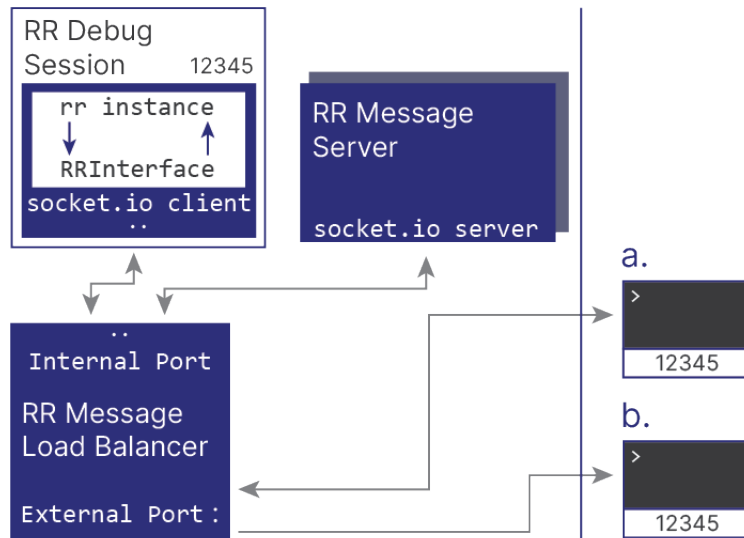 RR Debug
Session 12345
rr instance
RRInterface
socket.io client
..
RR Message
Server
socket.io server
..
Internal Port
RR Message
Load Balancer
External Port:
a.
>
12345
b.
>
12345